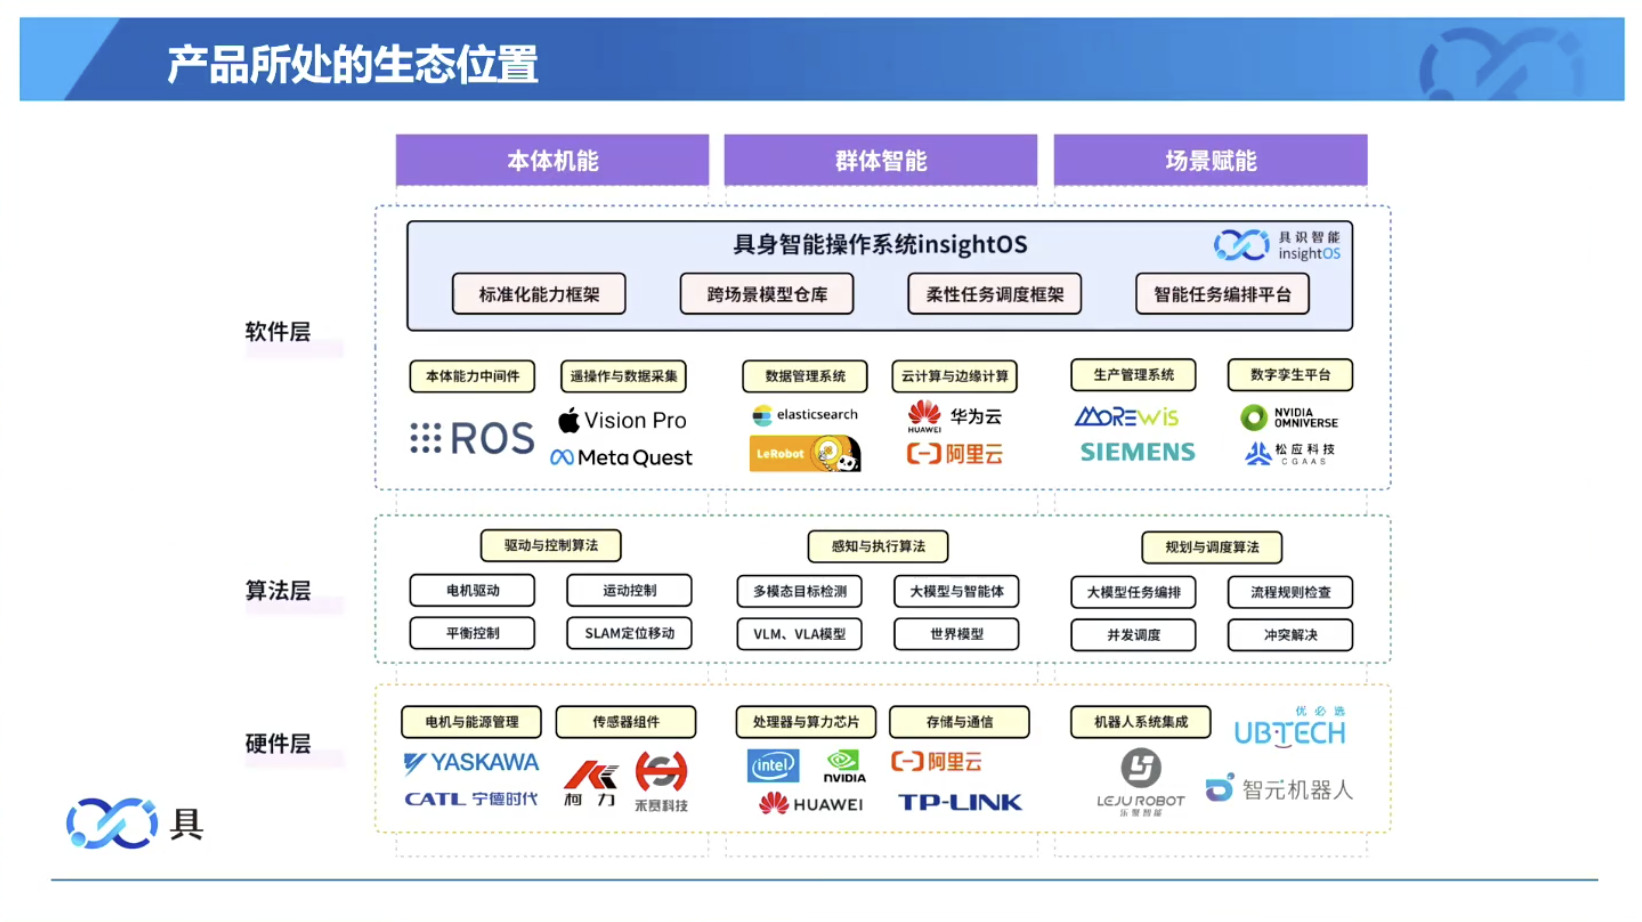 产品所处的生态位置
本体机能
群体智能
场景赋能
软件层
具身智能操作系统insightOS
具识智能
insightOS
标准化能力框架
跨场景模型仓库
柔性任务调度框架
智能任务编排平台
本体能力中间件
遥操作与数据采集
数据管理系统
云计算与边缘计算
生产管理系统
数字孪生平台
ROS
Vision Pro
Meta Quest
elasticsearch
LeRobot
HUAWEI
华为云
阿里云
MOREWIS
SIEMENS
NVIDIA
OMNIVERSE
松应科技
CGAAS
算法层
驱动与控制算法
感知与执行算法
规划与调度算法
电机驱动
运动控制
多模态目标检测
大模型与智能体
大模型任务编排
流程规则检查
平衡控制
SLAM定位移动
VLM、VLA模型
世界模型
并发调度
冲突解决
硬件层
电机与能源管理
传感器组件
处理器与算力芯片
存储与通信
机器人系统集成
YASKAWA
CATL 宁德时代
柯力
禾赛科技
intel
NVIDIA
HUAWEI
阿里云
TP-LINK
优必选
UBTECH
LEJU ROBOT
乐聚智能
智元机器人
具